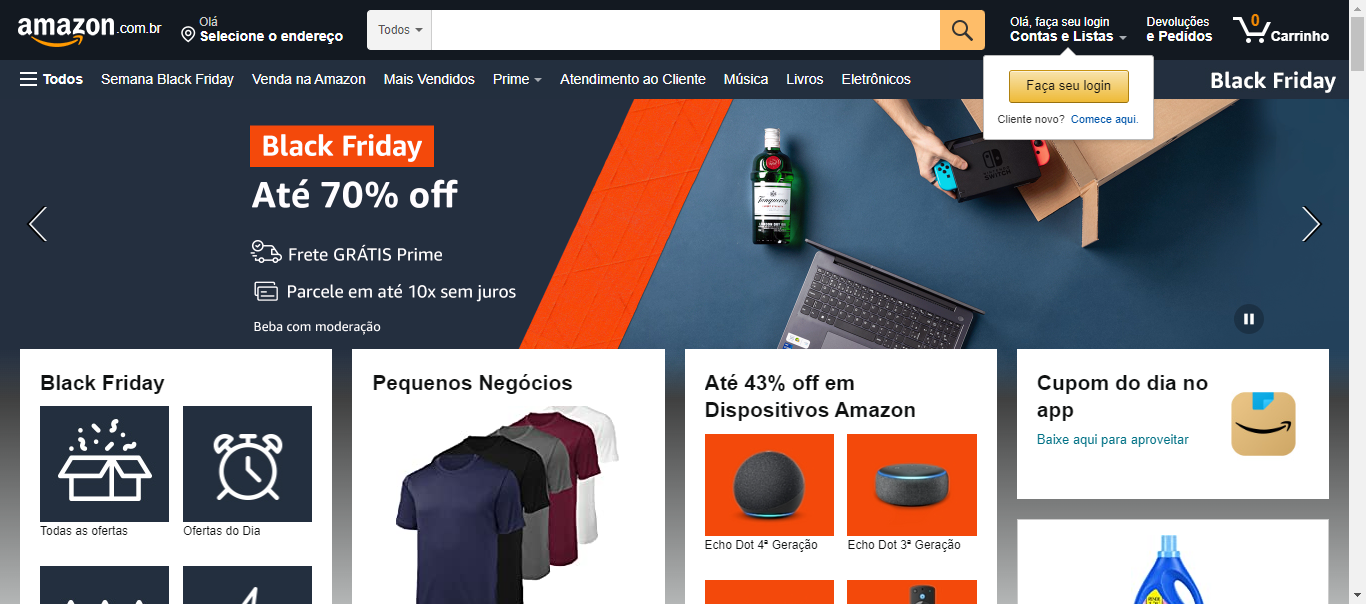 amazon.com.br
Olá
Selecione o endereço
Todos
Olá, faça seu login
Contas e Listas
Devoluções
e Pedidos
0
Carrinho
Todos
Semana Black Friday
Venda na Amazon
Mais Vendidos
Prime
Atendimento ao Cliente
Música
Livros
Eletrônicos
Black Friday
Faça seu login
Cliente novo? Comece aqui.
Black Friday
Até 70% off
Frete GRÁTIS Prime
Parcele em até 10x sem juros
Beba com moderação
Tanqueray
NINTENDO
SWITCH
Black Friday
Todas as ofertas
Ofertas do Dia
Pequenos Negócios
Até 43% off em
Dispositivos Amazon
Echo Dot 4ª Geração
Echo Dot 3ª Geração
Cupom do dia no
app
Baixe aqui para aproveitar